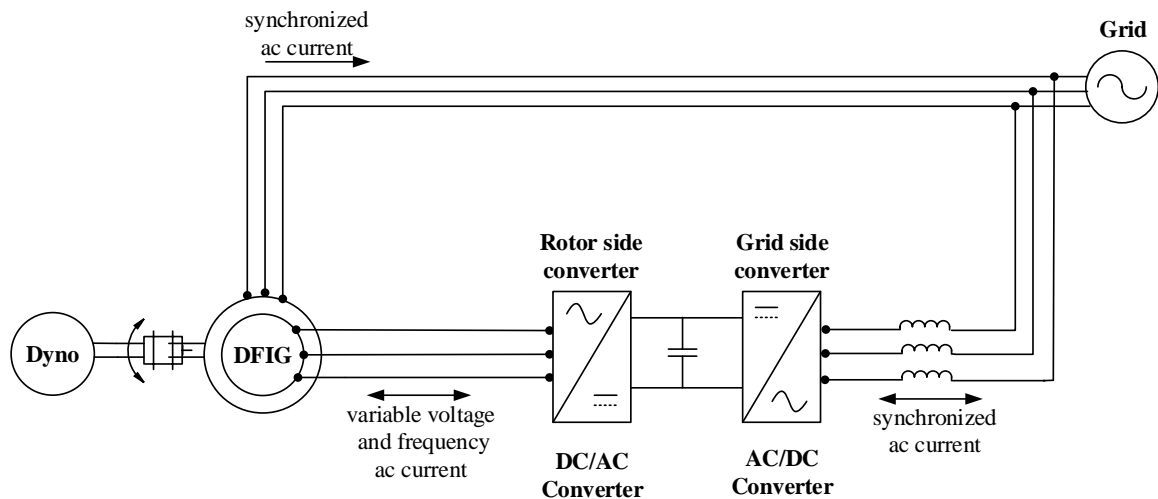 synchronized
ac current
Grid
Rotor side
converter
Grid side
converter
Dyno
DFIG
variable voltage
and frequency
ac current
synchronized
ac current
DC/AC
Converter
AC/DC
Converter